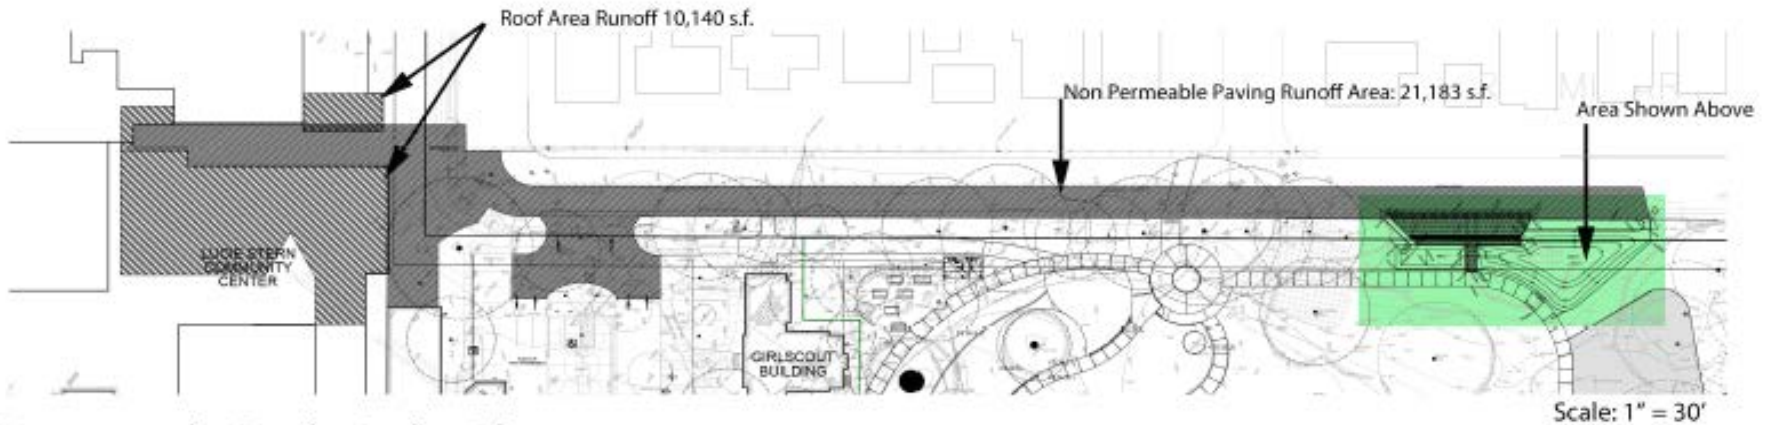 Roof Area Runoff 10,140 s.f.
Non Permeable Paving Runoff Area: 21,183 s.f.
Area Shown Above
LUCIE STERN
COMMUNITY
CENTER
GIRLSCOUT
BUILDING
Scale: 1" = 30'